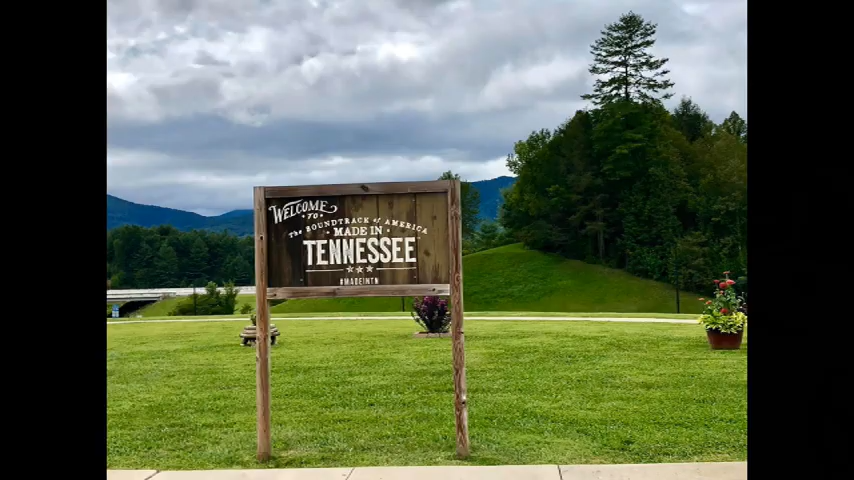 WELCOME
TO
The SOUNDTRACK of AMERICA
MADE IN
TENNESSEE
#MADEINTN